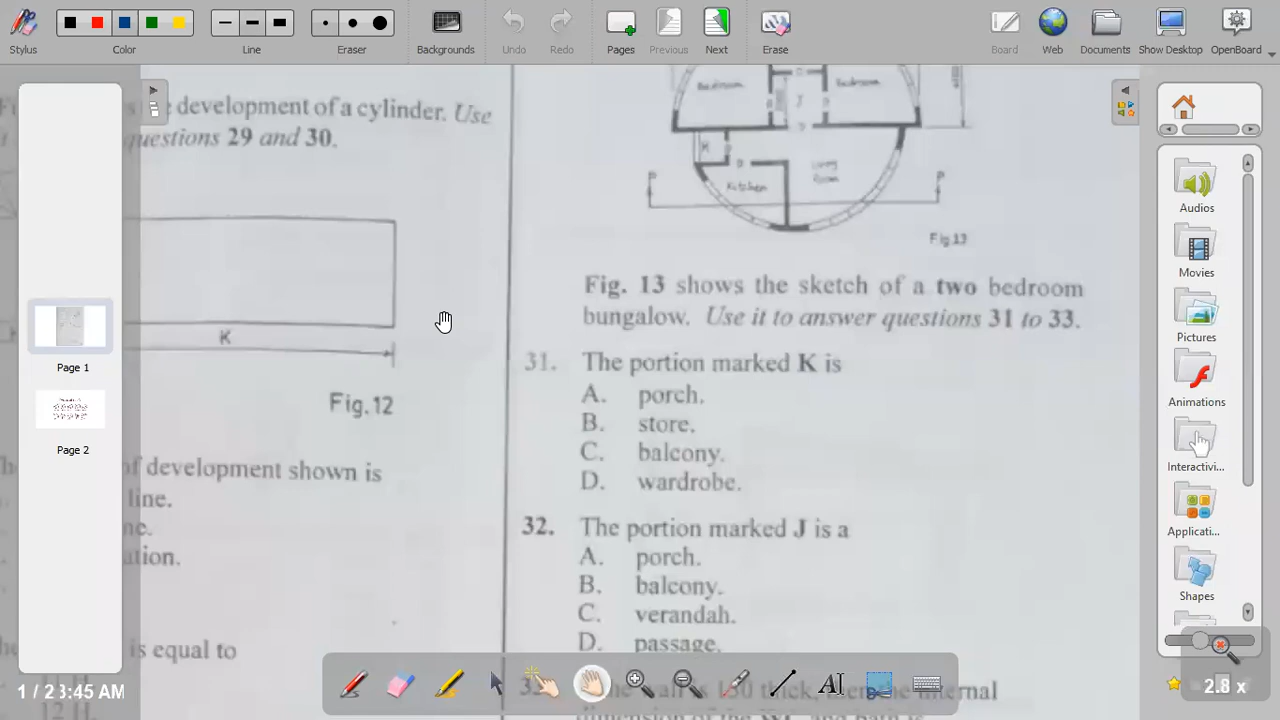 Stylus
Color
Line
Eraser
Backgrounds
Undo
Redo
Pages
Previous
Next
Erase
Board
Web
Documents
Show Desktop
OpenBoard
development of a cylinder. Use
questions 29 and 30.
K
Fig.12
of development shown is
line.
is equal to
Bedroom
Bedroom
J
K
Kitchen
Living
Room
P
P
Fig 13
Fig. 13 shows the sketch of a two bedroom
bungalow. Use it to answer questions 31 to 33.
31. The portion marked K is
A. porch.
B. store.
C. balcony.
D. wardrobe.
32. The portion marked J is a
A. porch.
B. balcony.
C. verandah.
D. passage.
Page 1
Page 2
1 / 2
3:45 AM
Audios
Movies
Pictures
Animations
Interactivi...
Applicati...
Shapes
2.8 x